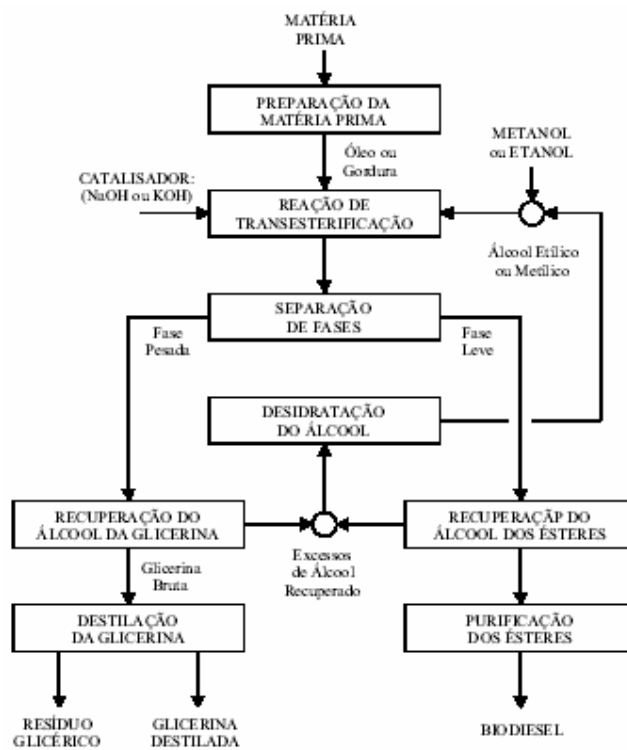 MATÉRIA
PRIMA
PREPARAÇÃO DA
MATÉRIA PRIMA
METANOL
ou ETANOL
Óleo ou
Gordura
CATALISADOR:
(NaOH ou KOH)
REAÇÃO DE
TRANSESTERIFICAÇÃO
Álcool Etílico
ou Metílico
SEPARAÇÃO
DE FASES
Fase
Pesada
Fase
Leve
DESIDRATAÇÃO
DO ÁLCOOL
RECUPERAÇÃO DO
ÁLCOOL DA GLICERINA
RECUPERAÇÃP DO
ÁLCOOL DOS ÉSTERES
Excessos
de Álcool
Recuperado
Glicerina
Bruta
DESTILAÇÃO
DA GLICERINA
PURIFICAÇÃO
DOS ÉSTERES
RESÍDUO
GLICÉRICO
GLICERINA
DESTILADA
BIODIESEL